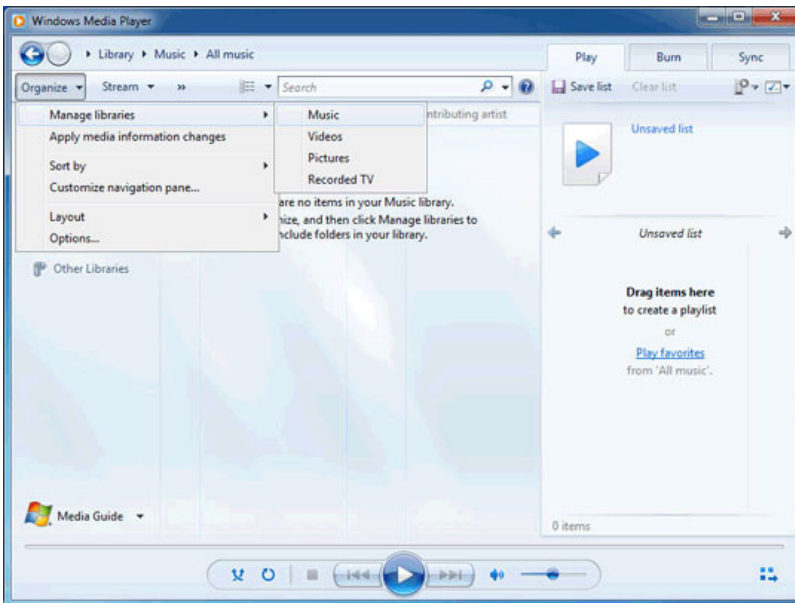 Windows Media Player
Library Music All music
Play Burn Sync
Organize Stream » Search
Save list Clear list
Manage libraries
Apply media information changes
Sort by
Customize navigation pane...
Layout
Options...
Music
Videos
Pictures
Recorded TV
ntributing artist
are no items in your Music library.
ize, and then click Manage libraries to
nclude folders in your library.
Other Libraries
Unsaved list
Unsaved list
Drag items here
to create a playlist
or
Play favorites
from 'All music'.
Media Guide
0 items